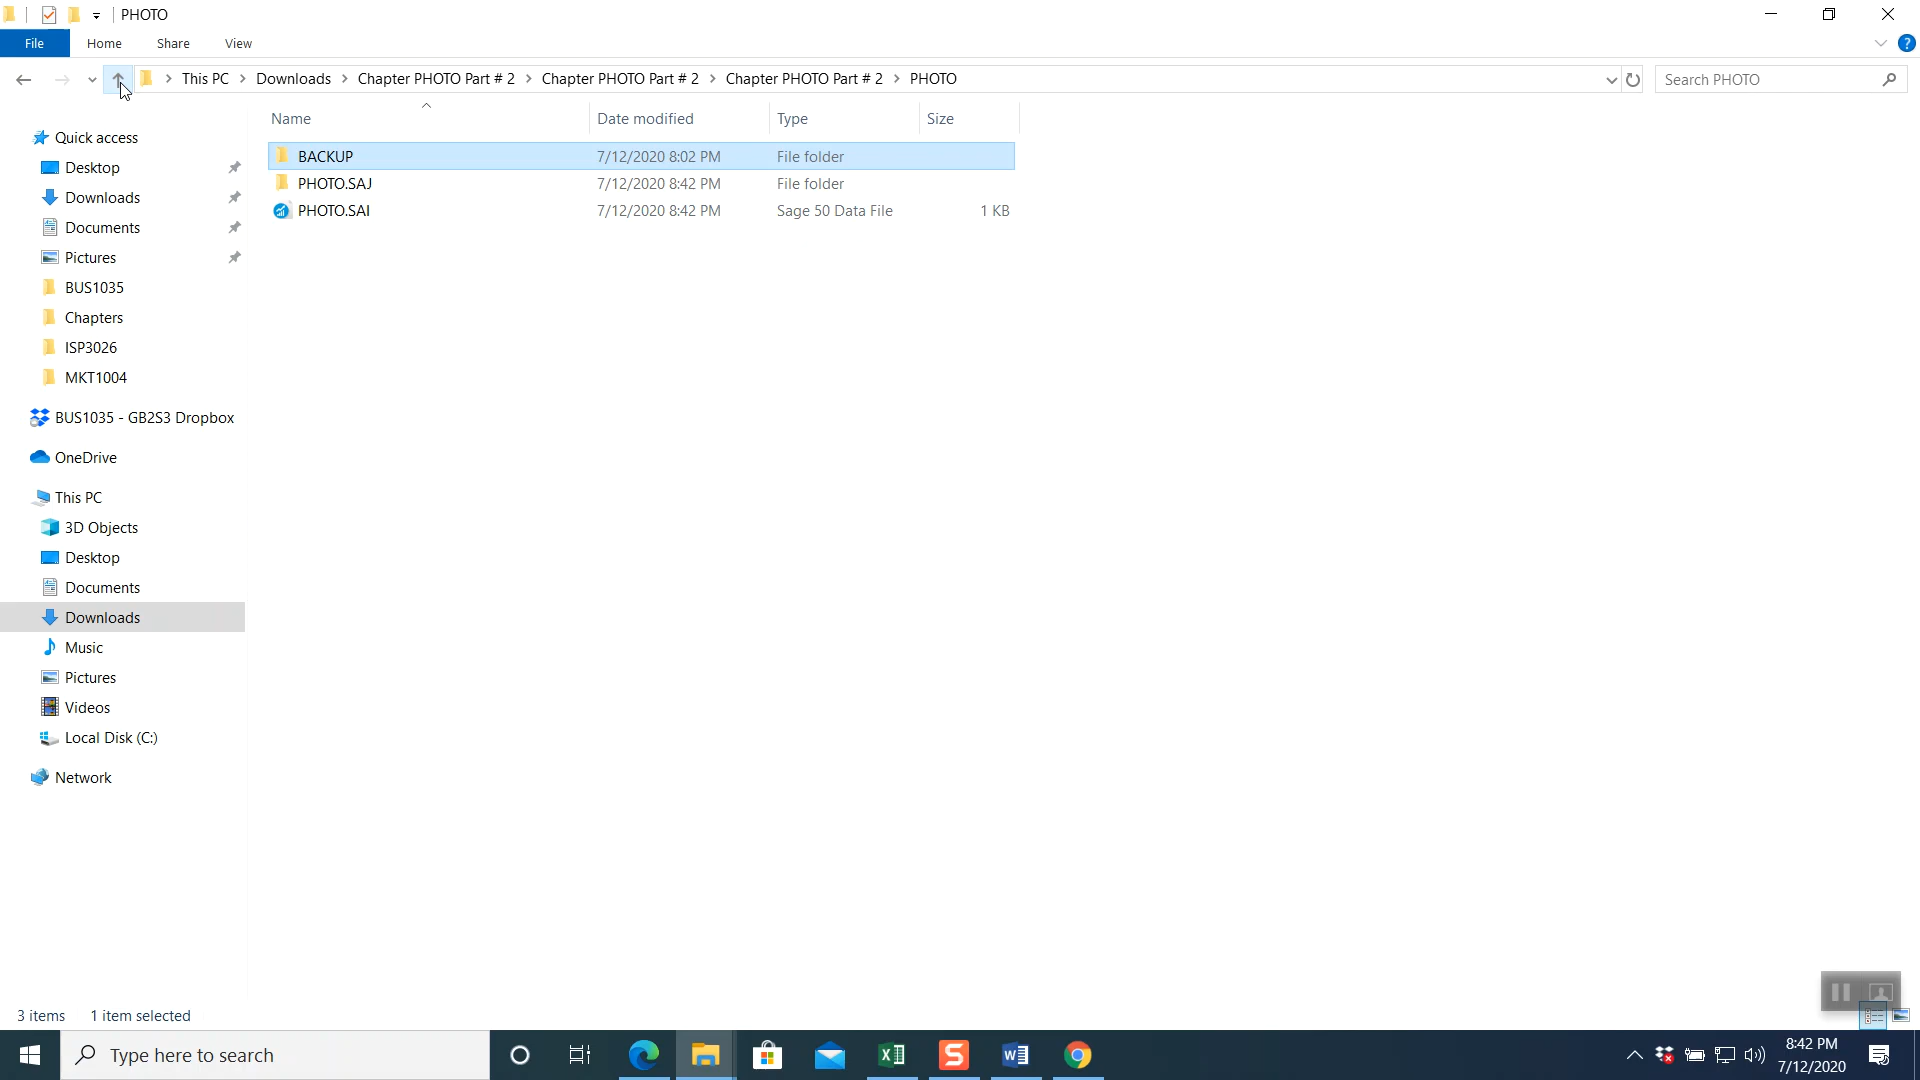 PHOTO
File Home Share View
This PC Downloads Chapter PHOTO Part # 2 Chapter PHOTO Part # 2 Chapter PHOTO Part # 2 PHOTO
Search PHOTO
Name Date modified Type Size
BACKUP 7/12/2020 8:02 PM File folder
PHOTO.SAJ 7/12/2020 8:42 PM File folder
PHOTO.SAI 7/12/2020 8:42 PM Sage 50 Data File 1 KB
Quick access
Desktop
Downloads
Documents
Pictures
BUS1035
Chapters
ISP3026
MKT1004
BUS1035 - GB2S3 Dropbox
OneDrive
This PC
3D Objects
Desktop
Documents
Downloads
Music
Pictures
Videos
Local Disk (C:)
Network
3 items 1 item selected
Type here to search
8:42 PM
7/12/2020